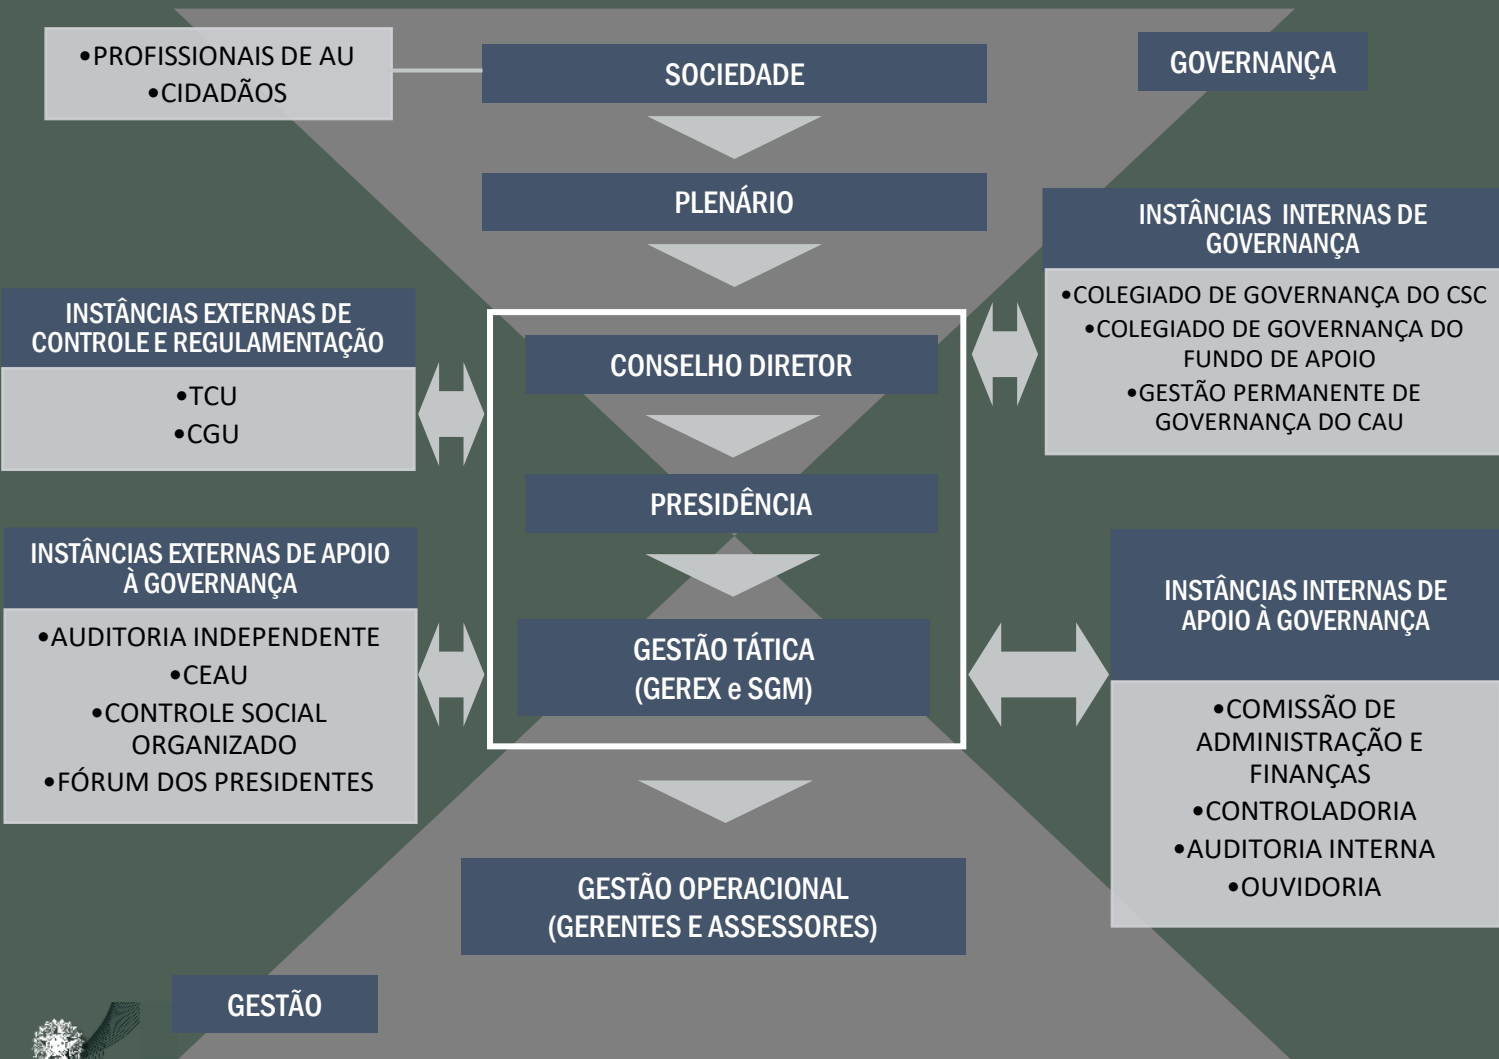 •PROFISSIONAIS DE AU
•CIDADÃOS
SOCIEDADE
GOVERNANÇA
PLENÁRIO
INSTÂNCIAS INTERNAS DE
GOVERNANÇA
•COLEGIADO DE GOVERNANÇA DO CSC
•COLEGIADO DE GOVERNANÇA DO
FUNDO DE APOIO
•GESTÃO PERMANENTE DE
GOVERNANÇA DO CAU
INSTÂNCIAS EXTERNAS DE
CONTROLE E REGULAMENTAÇÃO
•TCU
•CGU
CONSELHO DIRETOR
PRESIDÊNCIA
INSTÂNCIAS EXTERNAS DE APOIO
À GOVERNANÇA
•AUDITORIA INDEPENDENTE
•CEAU
•CONTROLE SOCIAL
ORGANIZADO
•FÓRUM DOS PRESIDENTES
GESTÃO TÁTICA
(GEREX e SGM)
INSTÂNCIAS INTERNAS DE
APOIO À GOVERNANÇA
•COMISSÃO DE
ADMINISTRAÇÃO E
FINANÇAS
•CONTROLADORIA
•AUDITORIA INTERNA
•OUVIDORIA
GESTÃO OPERACIONAL
(GERENTES E ASSESSORES)
GESTÃO